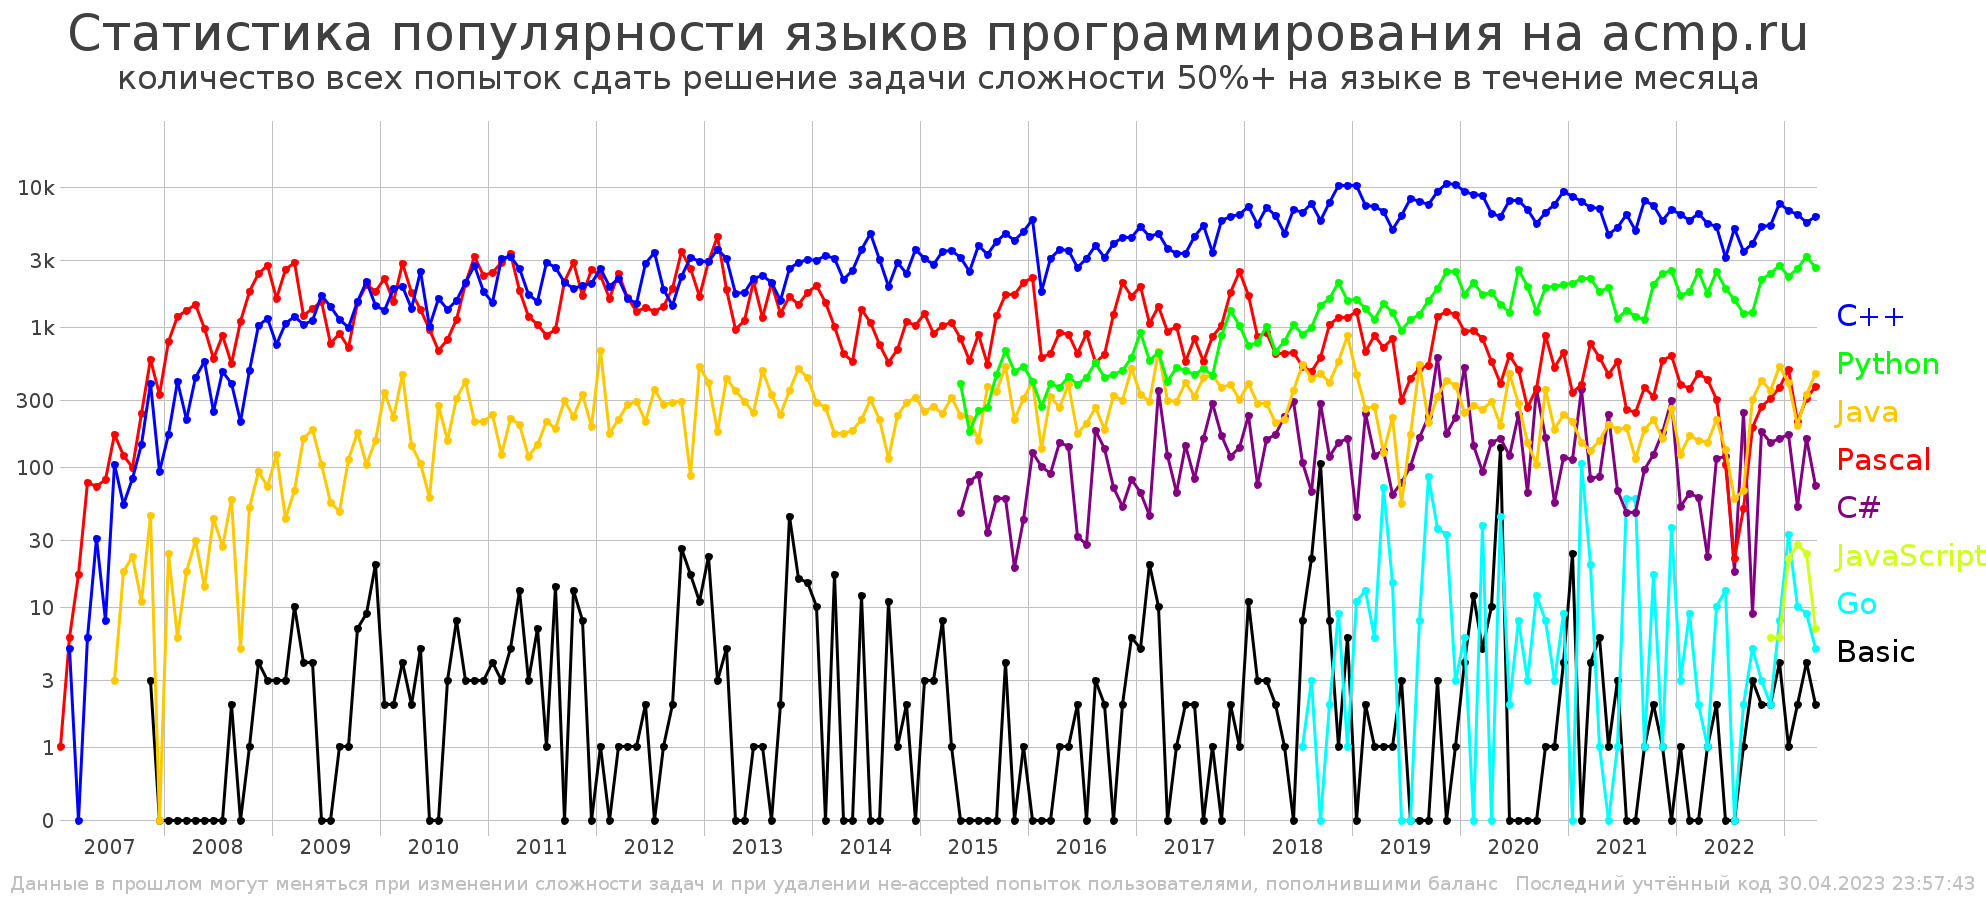 Статистика популярности языков программирования на acmp.ru
количество всех попыток сдать решение задачи сложности 50%+ на языке в течение месяца
10k
3k
1k
300
100
30
10
3
1
0
C++
Python
Java
Pascal
C#
JavaScript
Go
Basic
2007 2008 2009 2010 2011 2012 2013 2014 2015 2016 2017 2018 2019 2020 2021 2022
Данные в прошлом могут меняться при изменении сложности задач и при удалении не-accepted попыток пользователями, пополнившими баланс Последний учтённый код 30.04.2023 23:57:43